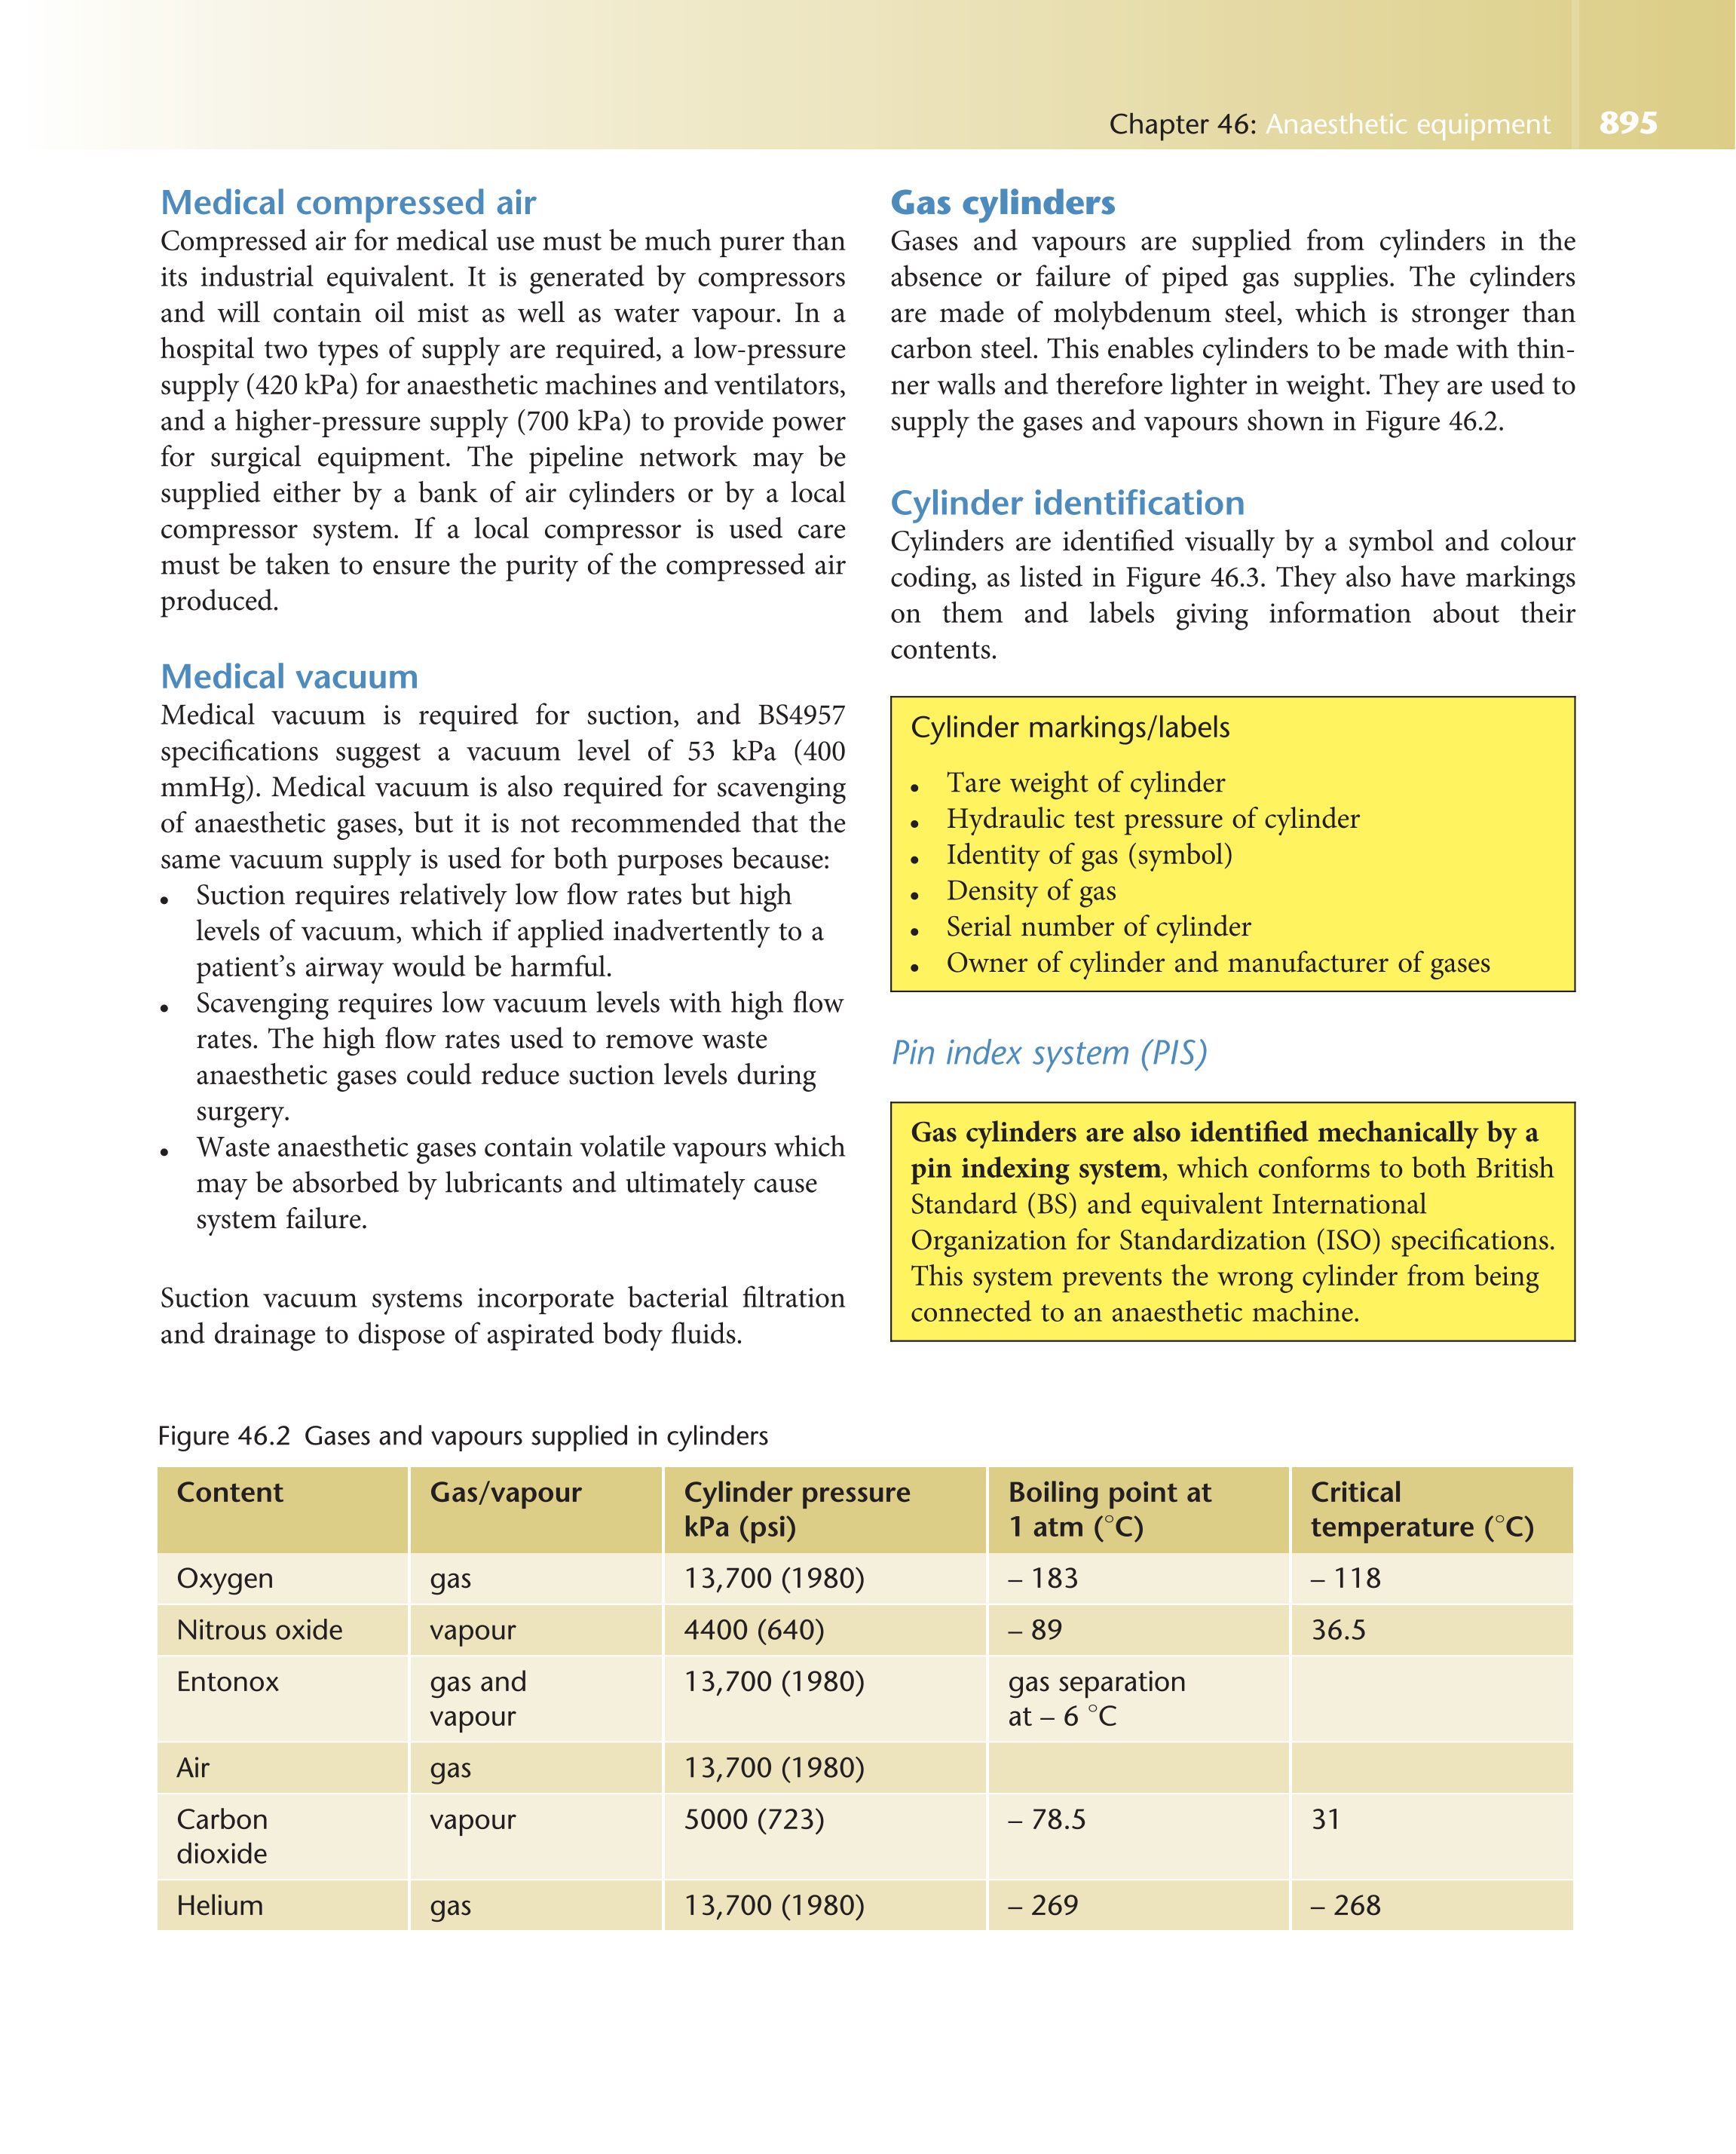 Chapter 46: Anaesthetic equipment 895
Medical compressed air
Compressed air for medical use must be much purer than
its industrial equivalent. It is generated by compressors
and will contain oil mist as well as water vapour. In a
hospital two types of supply are required, a low-pressure
supply (420 kPa) for anaesthetic machines and ventilators,
and a higher-pressure supply (700 kPa) to provide power
for surgical equipment. The pipeline network may be
supplied either by a bank of air cylinders or by a local
compressor system. If a local compressor is used care
must be taken to ensure the purity of the compressed air
produced.
Medical vacuum
Medical vacuum is required for suction, and BS4957
specifications suggest a vacuum level of 53 kPa (400
mmHg). Medical vacuum is also required for scavenging
of anaesthetic gases, but it is not recommended that the
same vacuum supply is used for both purposes because:
• Suction requires relatively low flow rates but high
levels of vacuum, which if applied inadvertently to a
patient's airway would be harmful.
• Scavenging requires low vacuum levels with high flow
rates. The high flow rates used to remove waste
anaesthetic gases could reduce suction levels during
surgery.
• Waste anaesthetic gases contain volatile vapours which
may be absorbed by lubricants and ultimately cause
system failure.
Suction vacuum systems incorporate bacterial filtration
and drainage to dispose of aspirated body fluids.
Gas cylinders
Gases and vapours are supplied from cylinders in the
absence or failure of piped gas supplies. The cylinders
are made of molybdenum steel, which is stronger than
carbon steel. This enables cylinders to be made with thin-
ner walls and therefore lighter in weight. They are used to
supply the gases and vapours shown in Figure 46.2.
Cylinder identification
Cylinders are identified visually by a symbol and colour
coding, as listed in Figure 46.3. They also have markings
on them and labels giving information about their
contents.
Cylinder markings/labels
• Tare weight of cylinder
• Hydraulic test pressure of cylinder
• Identity of gas (symbol)
• Density of gas
• Serial number of cylinder
• Owner of cylinder and manufacturer of gases
Pin index system (PIS)
Gas cylinders are also identified mechanically by a
pin indexing system, which conforms to both British
Standard (BS) and equivalent International
Organization for Standardization (ISO) specifications.
This system prevents the wrong cylinder from being
connected to an anaesthetic machine.
Figure 46.2 Gases and vapours supplied in cylinders
Content Gas/vapour Cylinder pressure Boiling point at Critical
kPa (psi) 1 atm (°C) temperature (°C)
Oxygen gas 13,700 (1980) – 183 – 118
Nitrous oxide vapour 4400 (640) – 89 36.5
Entonox gas and 13,700 (1980) gas separation
vapour at – 6 °C
Air gas 13,700 (1980)
Carbon vapour 5000 (723) – 78.5 31
dioxide
Helium gas 13,700 (1980) – 269 – 268